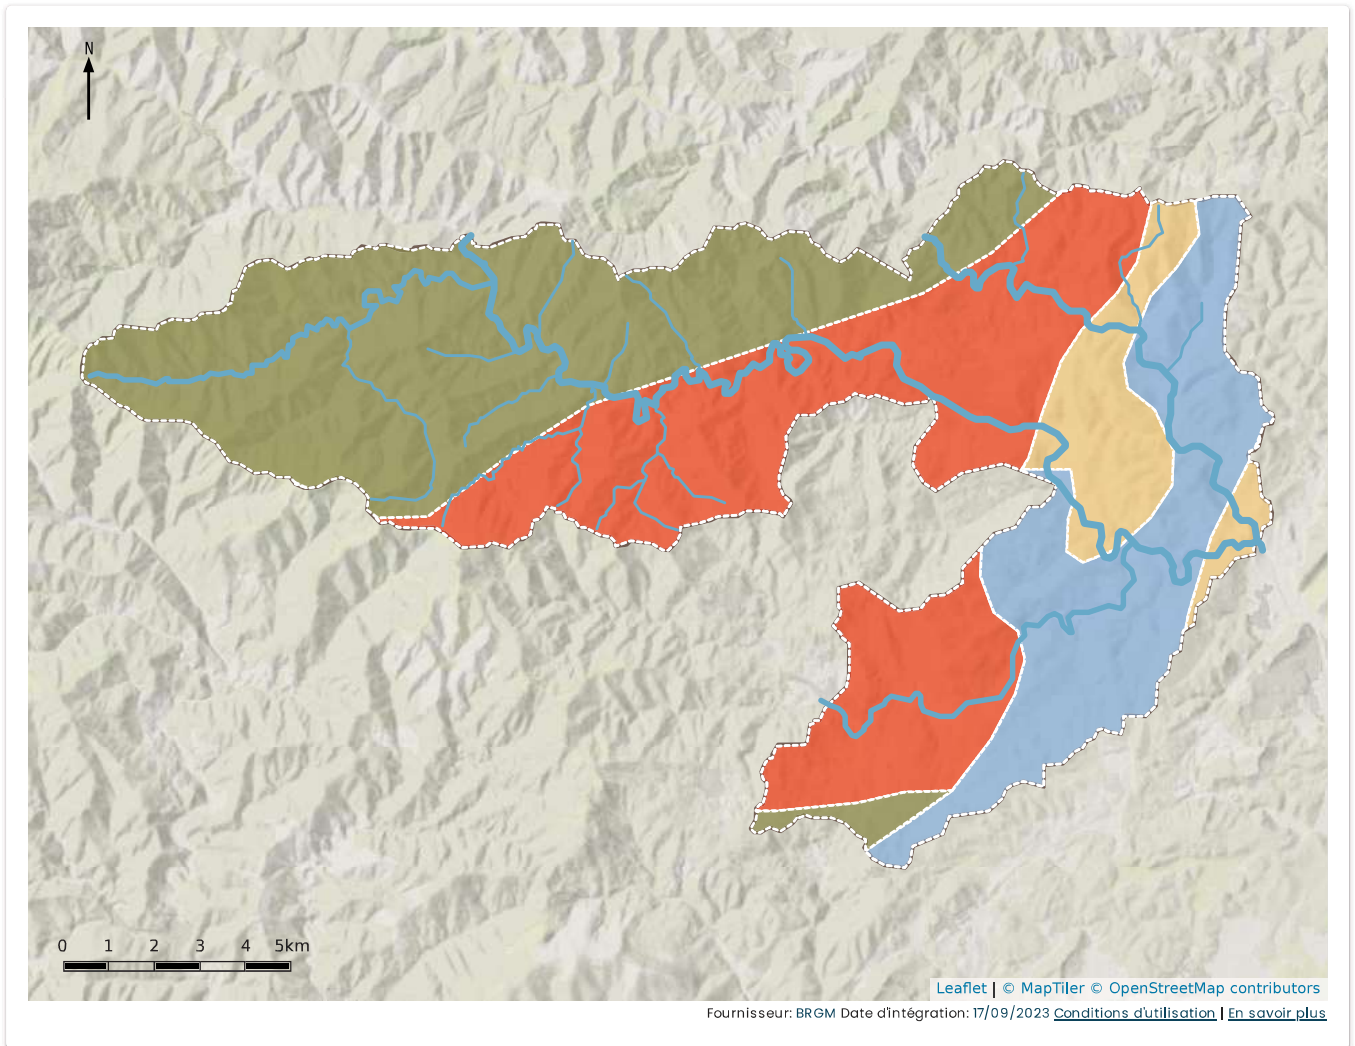 N
0 1 2 3 4 5km
Leaflet | © MapTiler © OpenStreetMap contributors
Fournisseur: BRGM Date d'intégration: 17/09/2023 Conditions d'utilisation | En savoir plus